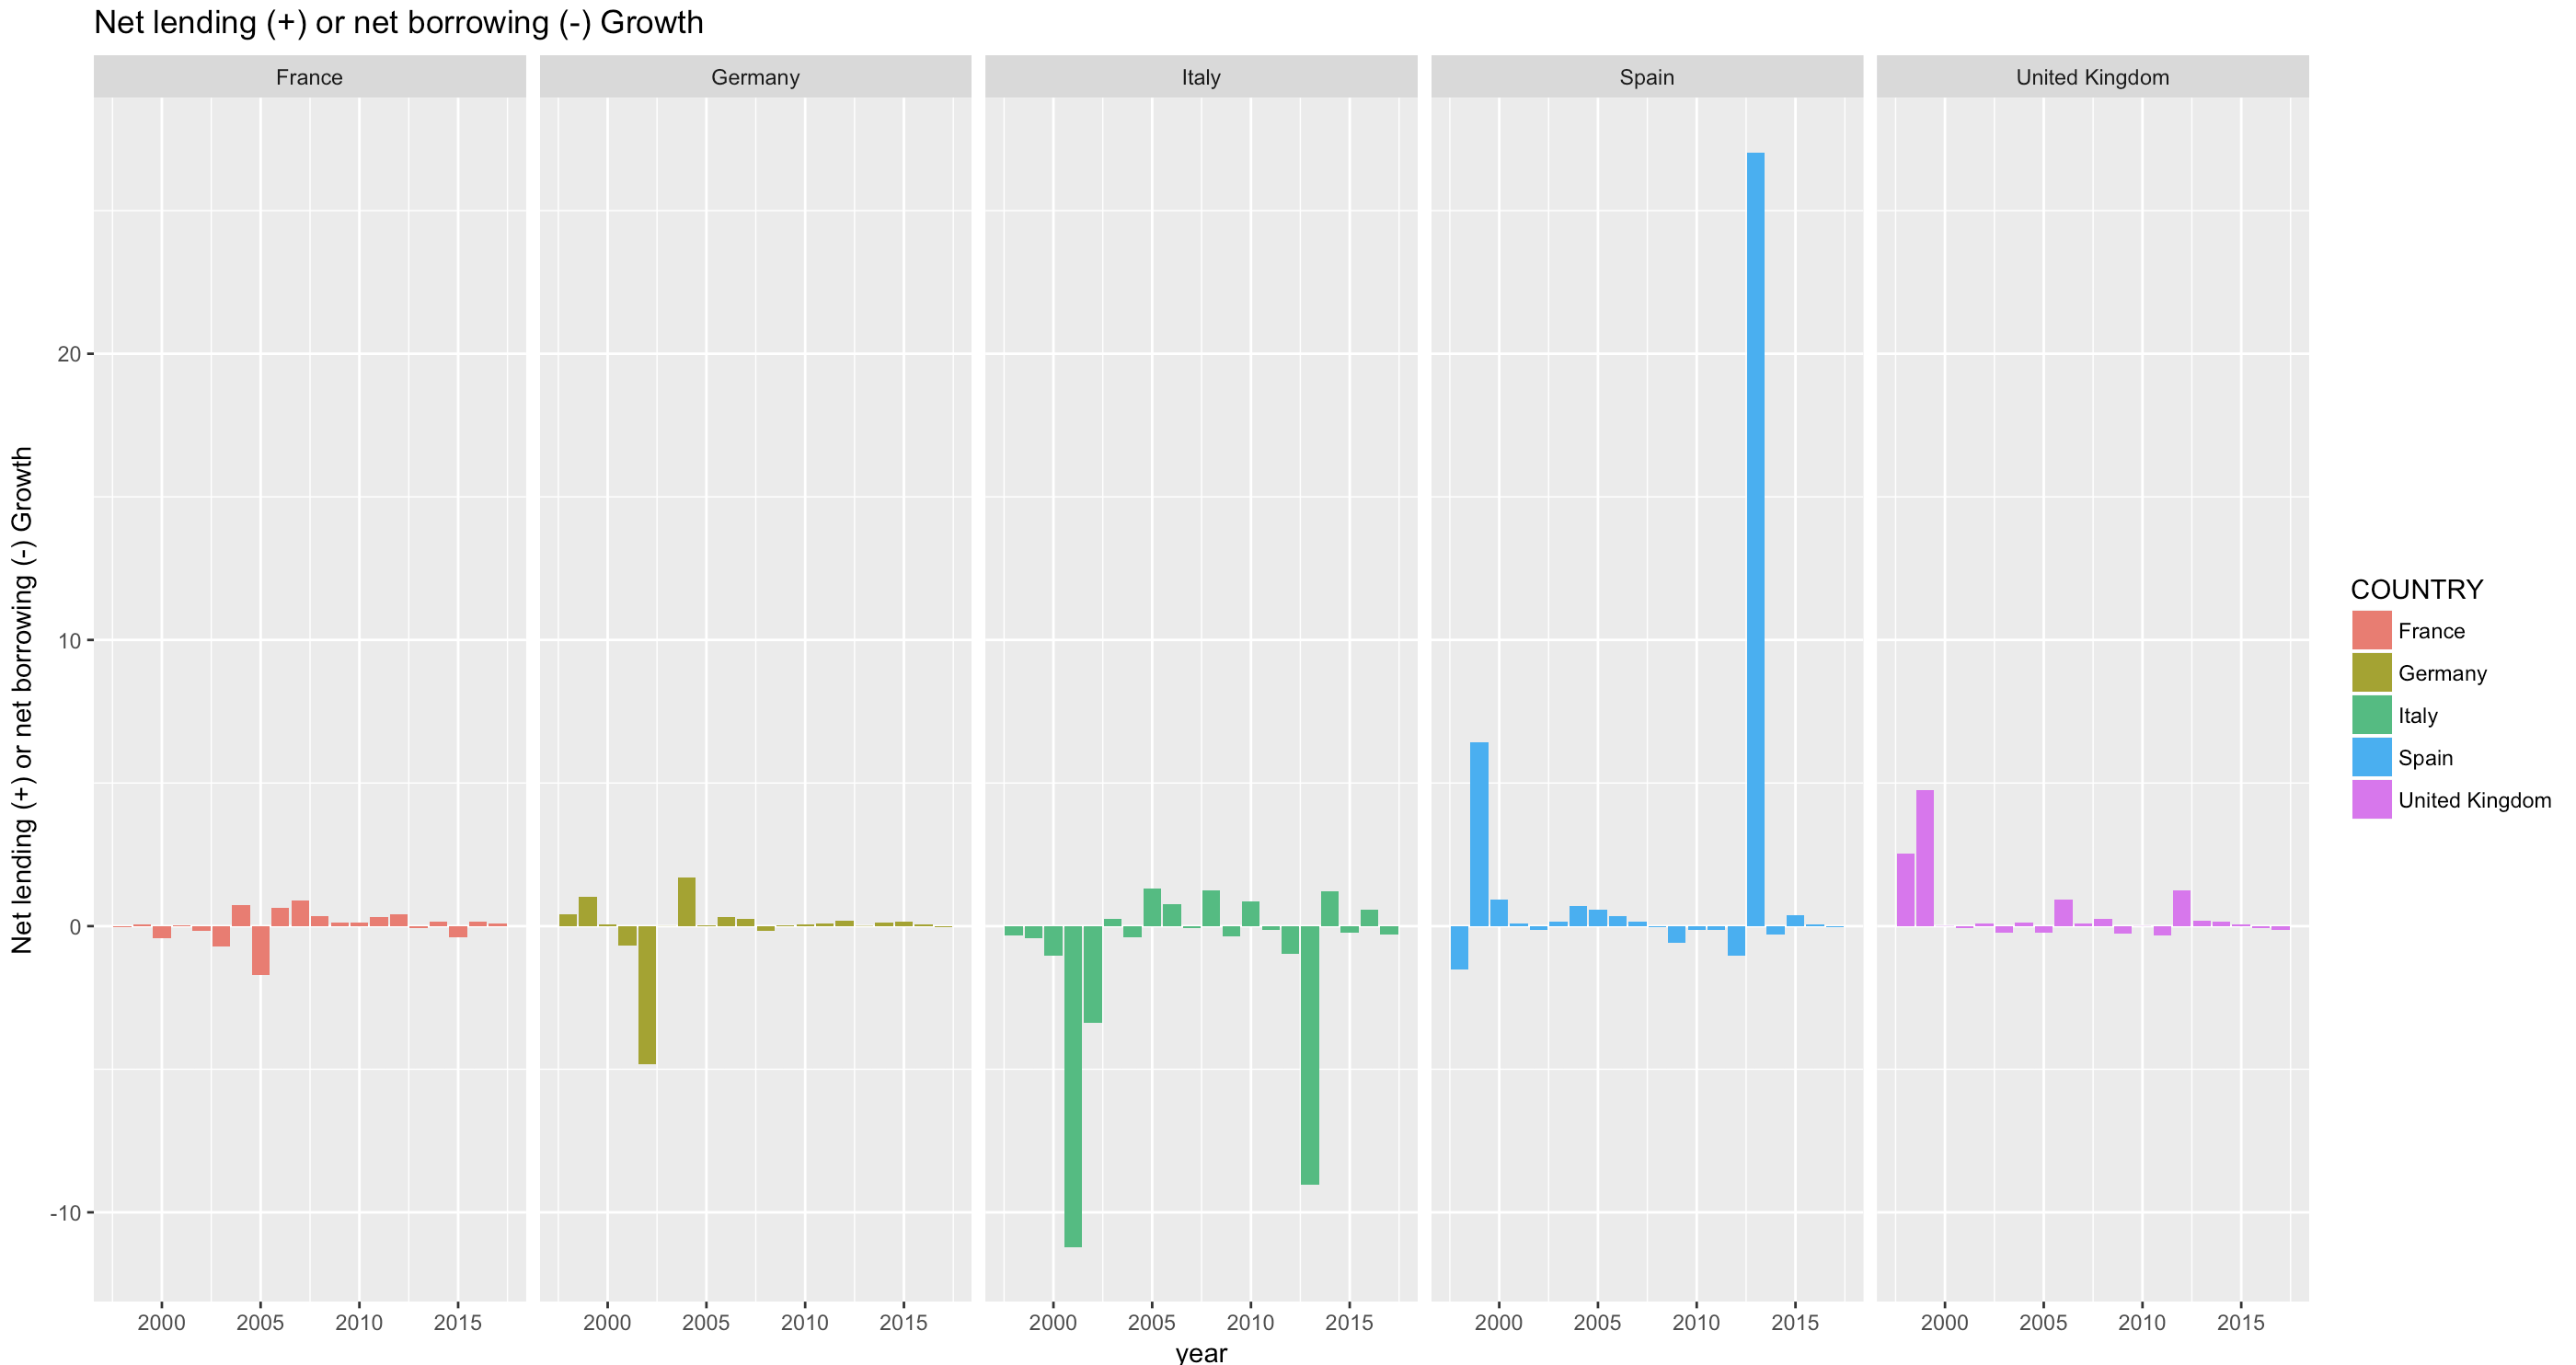 Net lending (+) or net borrowing (-) Growth
France Germany Italy Spain United Kingdom
Net lending (+) or net borrowing (-) Growth
20
10
0
-10
2000 2005 2010 2015 2000 2005 2010 2015 2000 2005 2010 2015 2000 2005 2010 2015 2000 2005 2010 2015
year
COUNTRY
France
Germany
Italy
Spain
United Kingdom